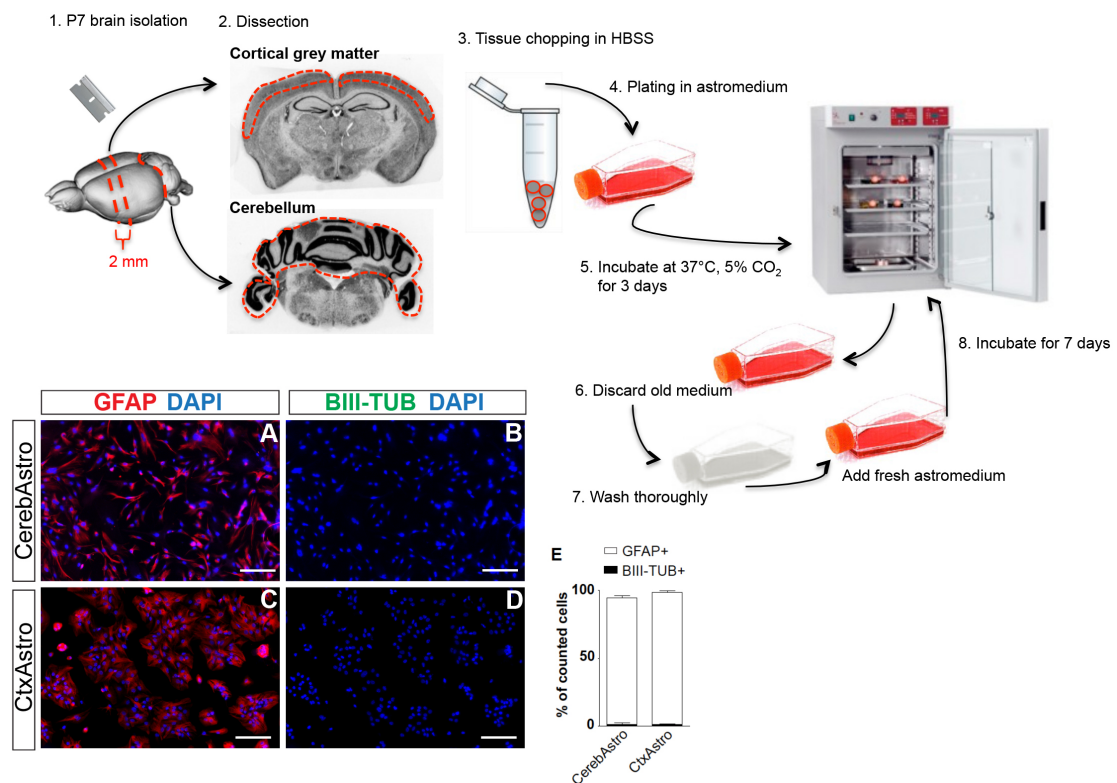 1. P7 brain isolation
2. Dissection
Cortical grey matter
2 mm
Cerebellum
3. Tissue chopping in HBSS
4. Plating in astromedium
5. Incubate at 37°C, 5% CO₂
for 3 days
6. Discard old medium
7. Wash thoroughly
Add fresh astromedium
8. Incubate for 7 days
GFAP DAPI
BIII-TUB DAPI
CerebAstro
A
B
CtxAstro
C
D
E
GFAP+
BIII-TUB+
% of counted cells
100
50
0
CerebAstro
CtxAstro